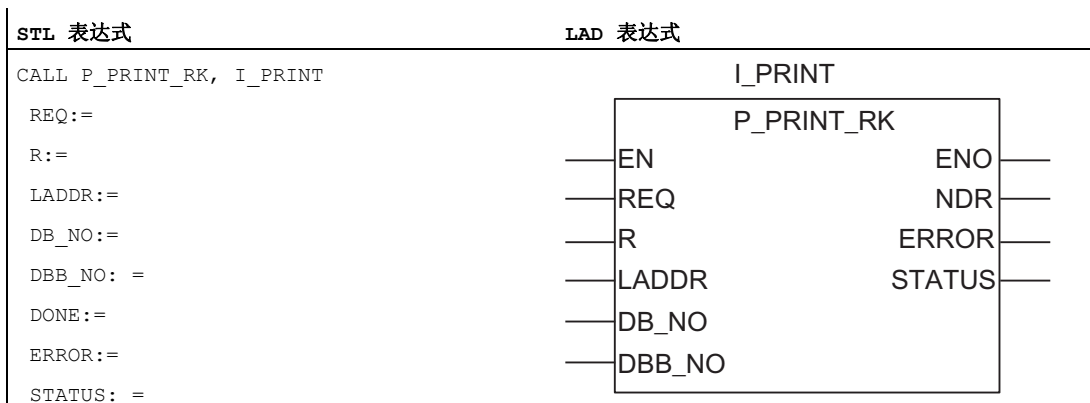 STL 表达式
LAD 表达式
CALL P_PRINT_RK, I_PRINT
REQ:=
R:=
LADDR:=
DB_NO:=
DBB_NO: =
DONE:=
ERROR:=
STATUS: =
I_PRINT
P_PRINT_RK
EN ENO
REQ NDR
R ERROR
LADDR STATUS
DB_NO
DBB_NO